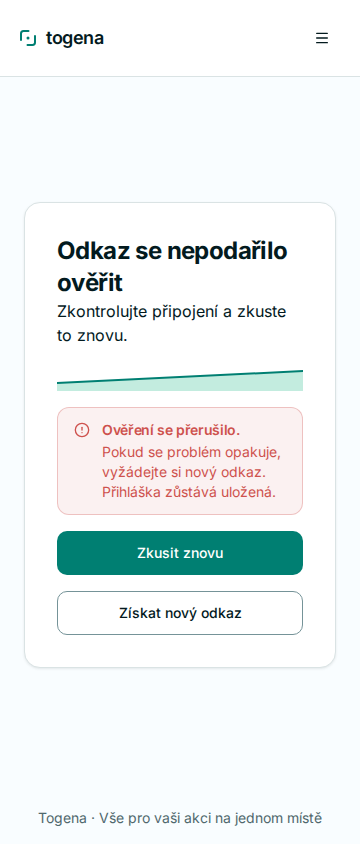 togena
Odkaz se nepodařilo
ověřit
Zkontrolujte připojení a zkuste
to znovu.
Ověření se přerušilo.
Pokud se problém opakuje,
vyžádejte si nový odkaz.
Přihláška zůstává uložená.
Zkusit znovu
Získat nový odkaz
Togena · Vše pro vaši akci na jednom místě